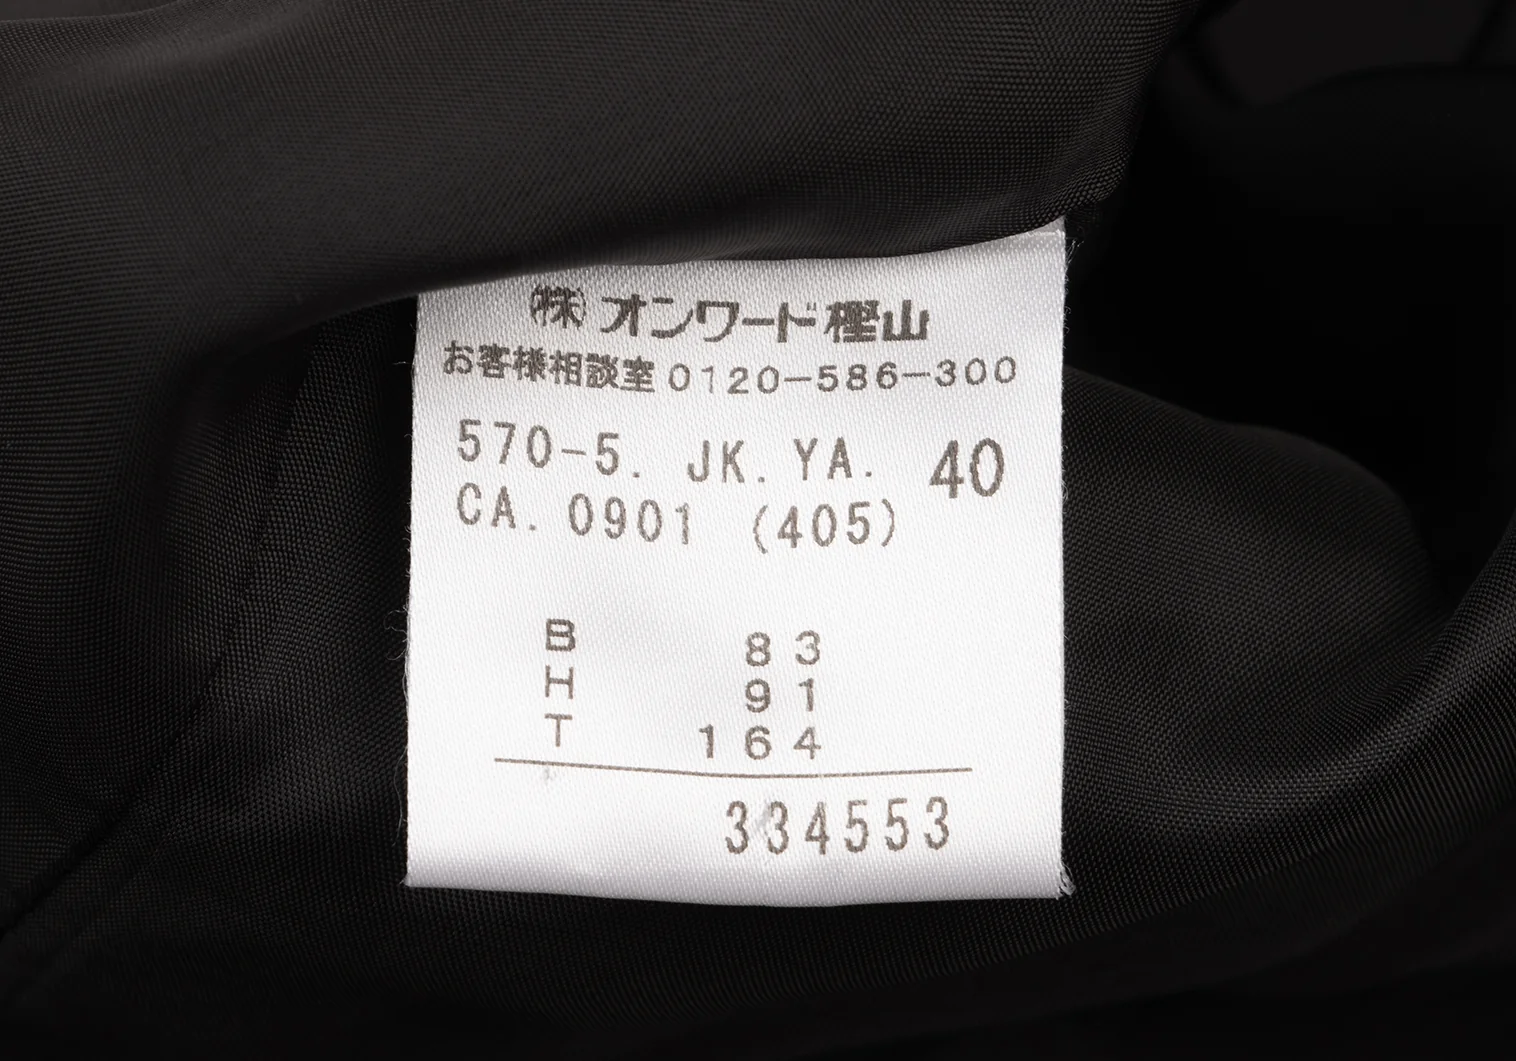 ㈱ オンワード樫山
お客様相談室 0120-586-300
570-5. JK. YA. 40
CA. 0901 (405)
B 83
H 91
T 164
334553